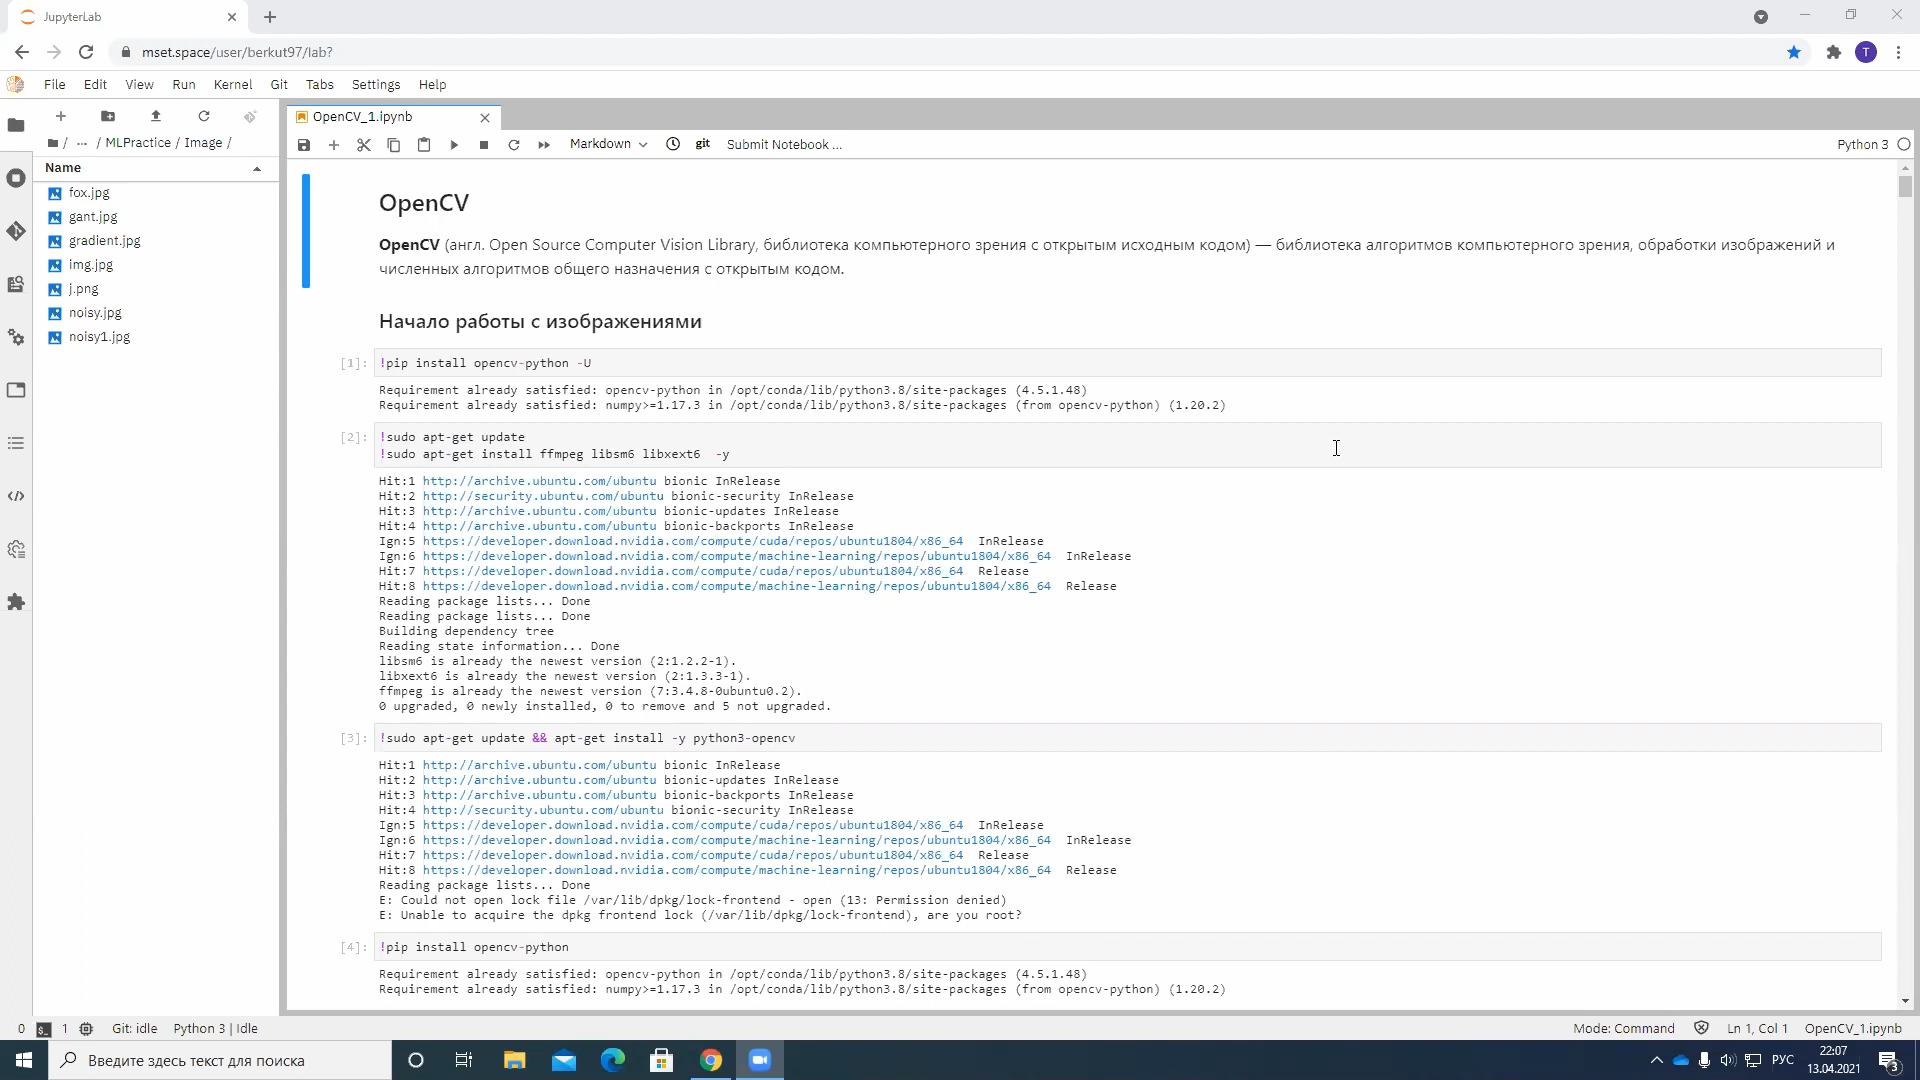 JupyterLab
mset.space/user/berkut97/lab?
T
File Edit View Run Kernel Git Tabs Settings Help
OpenCV_1.ipynb
/ ... / MLPractice / Image /
Markdown
git
Submit Notebook ...
Python 3
Name
fox.jpg
gant.jpg
gradient.jpg
img.jpg
j.png
noisy.jpg
noisy1.jpg
OpenCV
OpenCV (англ. Open Source Computer Vision Library, библиотека компьютерного зрения с открытым исходным кодом) — библиотека алгоритмов компьютерного зрения, обработки изображений и
численных алгоритмов общего назначения с открытым кодом.
Начало работы с изображениями
[1]: !pip install opencv-python -U
Requirement already satisfied: opencv-python in /opt/conda/lib/python3.8/site-packages (4.5.1.48)
Requirement already satisfied: numpy>=1.17.3 in /opt/conda/lib/python3.8/site-packages (from opencv-python) (1.20.2)
[2]: !sudo apt-get update
!sudo apt-get install ffmpeg libsm6 libxext6  -y
Hit:1 http://archive.ubuntu.com/ubuntu bionic InRelease
Hit:2 http://security.ubuntu.com/ubuntu bionic-security InRelease
Hit:3 http://archive.ubuntu.com/ubuntu bionic-updates InRelease
Hit:4 http://archive.ubuntu.com/ubuntu bionic-backports InRelease
Ign:5 https://developer.download.nvidia.com/compute/cuda/repos/ubuntu1804/x86_64  InRelease
Ign:6 https://developer.download.nvidia.com/compute/machine-learning/repos/ubuntu1804/x86_64  InRelease
Hit:7 https://developer.download.nvidia.com/compute/cuda/repos/ubuntu1804/x86_64  Release
Hit:8 https://developer.download.nvidia.com/compute/machine-learning/repos/ubuntu1804/x86_64  Release
Reading package lists... Done
Reading package lists... Done
Building dependency tree
Reading state information... Done
libsm6 is already the newest version (2:1.2.2-1).
libxext6 is already the newest version (2:1.3.3-1).
ffmpeg is already the newest version (7:3.4.8-0ubuntu0.2).
0 upgraded, 0 newly installed, 0 to remove and 5 not upgraded.
[3]: !sudo apt-get update && apt-get install -y python3-opencv
Hit:1 http://archive.ubuntu.com/ubuntu bionic InRelease
Hit:2 http://archive.ubuntu.com/ubuntu bionic-updates InRelease
Hit:3 http://archive.ubuntu.com/ubuntu bionic-backports InRelease
Hit:4 http://security.ubuntu.com/ubuntu bionic-security InRelease
Ign:5 https://developer.download.nvidia.com/compute/cuda/repos/ubuntu1804/x86_64  InRelease
Ign:6 https://developer.download.nvidia.com/compute/machine-learning/repos/ubuntu1804/x86_64  InRelease
Hit:7 https://developer.download.nvidia.com/compute/cuda/repos/ubuntu1804/x86_64  Release
Hit:8 https://developer.download.nvidia.com/compute/machine-learning/repos/ubuntu1804/x86_64  Release
Reading package lists... Done
E: Could not open lock file /var/lib/dpkg/lock-frontend - open (13: Permission denied)
E: Unable to acquire the dpkg frontend lock (/var/lib/dpkg/lock-frontend), are you root?
[4]: !pip install opencv-python
Requirement already satisfied: opencv-python in /opt/conda/lib/python3.8/site-packages (4.5.1.48)
Requirement already satisfied: numpy>=1.17.3 in /opt/conda/lib/python3.8/site-packages (from opencv-python) (1.20.2)
0 1 Git: idle Python 3 | Idle Mode: Command Ln 1, Col 1 OpenCV_1.ipynb
Введите здесь текст для поиска
РУС
22:07
13.04.2021
3